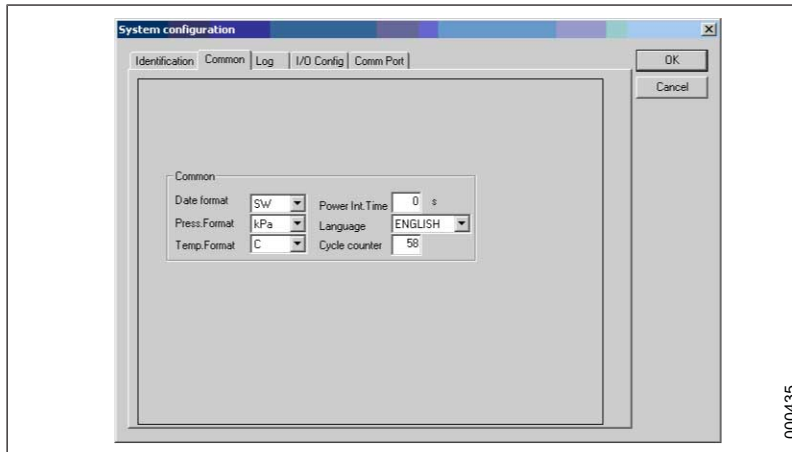 System configuration
Identification Common Log I/O Config Comm Port
OK
Cancel
Common
Date format SW Power Int.Time 0 s
Press.Format kPa Language ENGLISH
Temp.Format C Cycle counter 58
000435